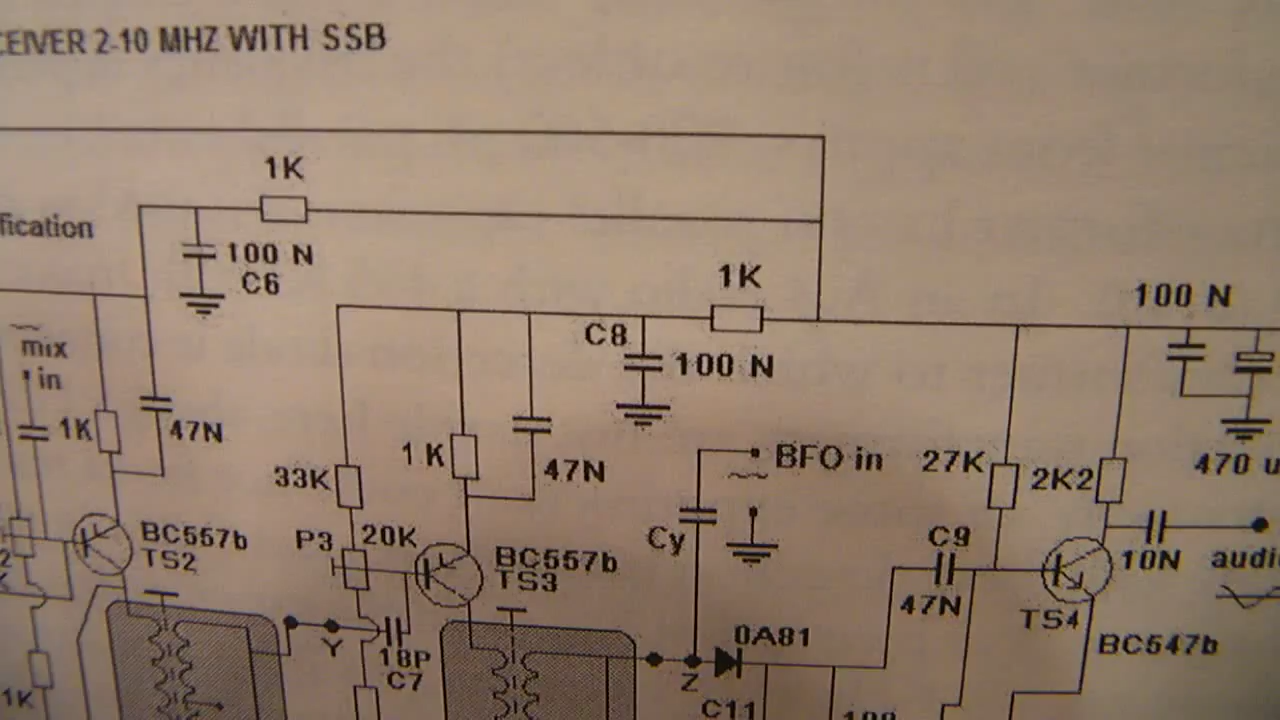 CEIVER 2-10 MHZ WITH SSB
1K
fication
100 N
C6
1K
100 N
C8
100 N
mix
in
1K
47N
1K
47N
BFO in
27K
2K2
470 u
33K
Cy
C9
BC557b
TS2
P3
20K
BC557b
TS3
10N
audi
47N
TS4
0A81
BC547b
Y
18P
C7
Z
1K
C11